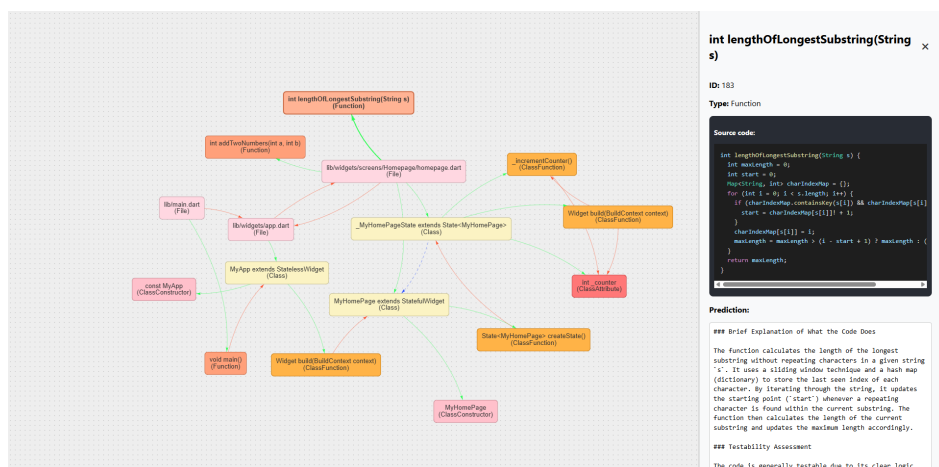 int lengthOfLongestSubstring(String s)
(Function)
int addTwoNumbers(int a, int b)
(Function)
lib/widgets/screens/Homepage/homepage.dart
(File)
_incrementCounter()
(ClassFunction)
lib/main.dart
(File)
lib/widgets/app.dart
(File)
_MyHomePageState extends State<MyHomePage>
(Class)
Widget build(BuildContext context)
(ClassFunction)
MyApp extends StatelessWidget
(Class)
const MyApp
(ClassConstructor)
int _counter
(ClassAttribute)
MyHomePage extends StatefulWidget
(Class)
State<MyHomePage> createState()
(ClassFunction)
void main()
(Function)
Widget build(BuildContext context)
(ClassFunction)
MyHomePage
(ClassConstructor)
int lengthOfLongestSubstring(String
s)
×
ID: 183
Type: Function
Source code:
int lengthOfLongestSubstring(String s) {
int maxLength = 0;
int start = 0;
Map<String, int> charIndexMap = {};
for (int i = 0; i < s.length; i++) {
if (charIndexMap.containsKey(s[i]) && charIndexMap[s[i]
start = charIndexMap[s[i]]! + 1;
}
charIndexMap[s[i]] = i;
maxLength = maxLength > (i - start + 1) ? maxLength : (
}
return maxLength;
}
Prediction:
### Brief Explanation of What the Code Does
The function calculates the length of the longest
substring without repeating characters in a given string
`s`. It uses a sliding window technique and a hash map
(dictionary) to store the last seen index of each
character. By iterating through the string, it updates
the starting point (`start`) whenever a repeating
character is found within the current substring. The
function then calculates the length of the current
substring and updates the maximum length accordingly.
### Testability Assessment
The code is generally testable due to its clear logic